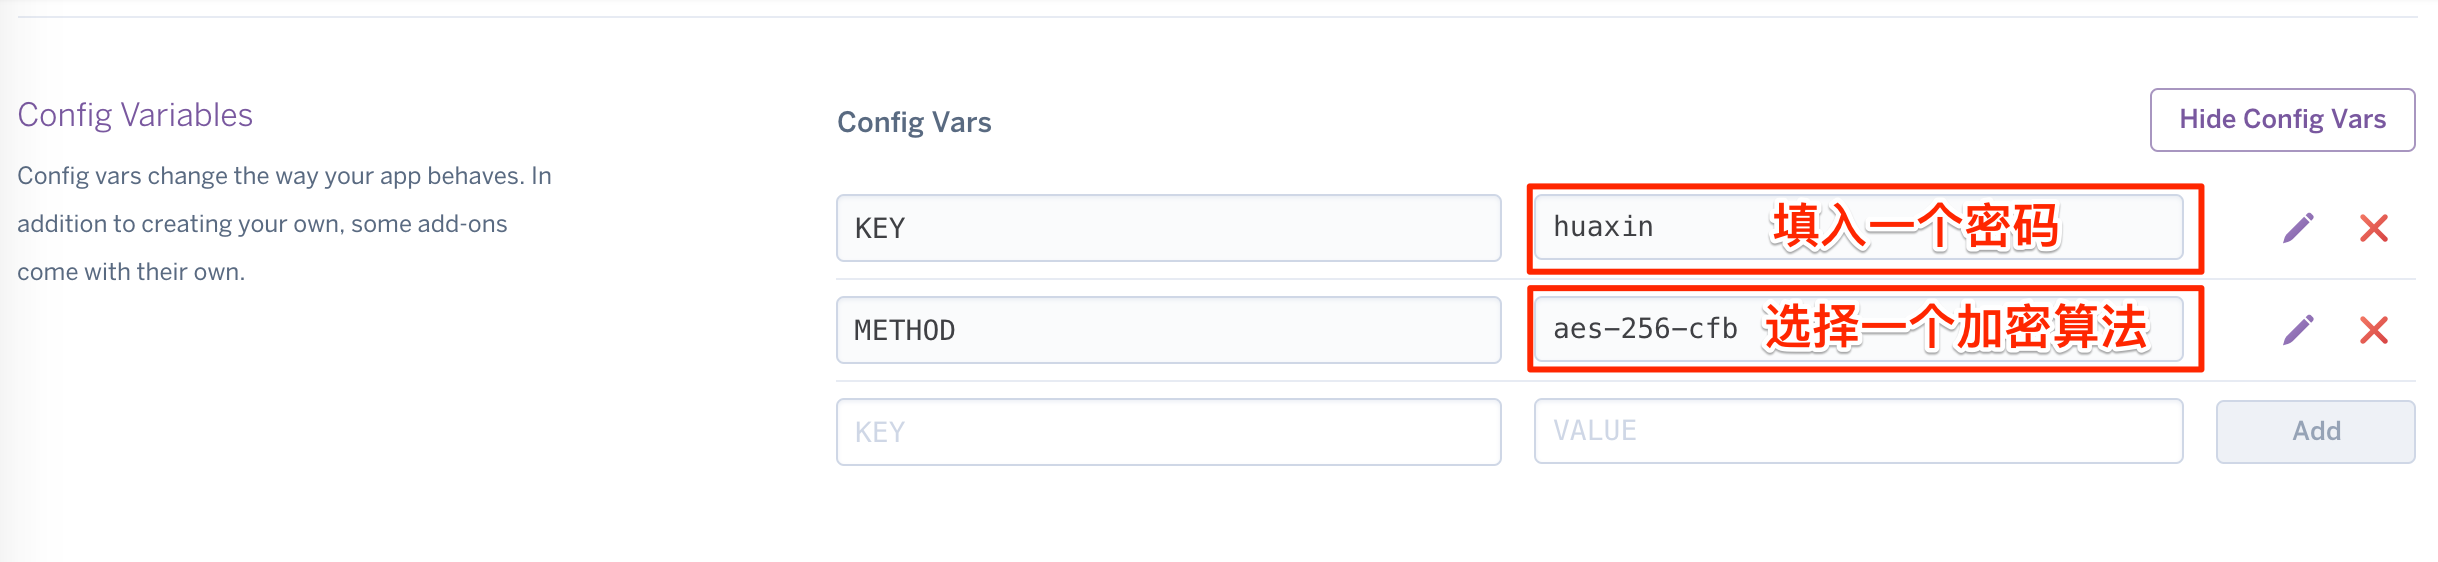 Config Variables
Config vars change the way your app behaves. In
addition to creating your own, some add-ons
come with their own.
Config Vars
Hide Config Vars
KEY
huaxin
填入一个密码
METHOD
aes-256-cfb
选择一个加密算法
KEY
VALUE
Add